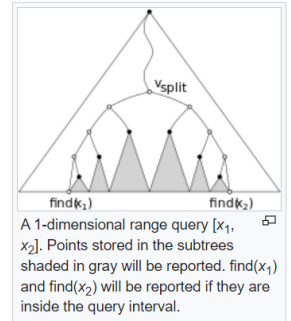 Vsplit
find(x₁) find(x₂)
A 1-dimensional range query [x₁,
x₂]. Points stored in the subtrees
shaded in gray will be reported. find(x₁)
and find(x₂) will be reported if they are
inside the query interval.